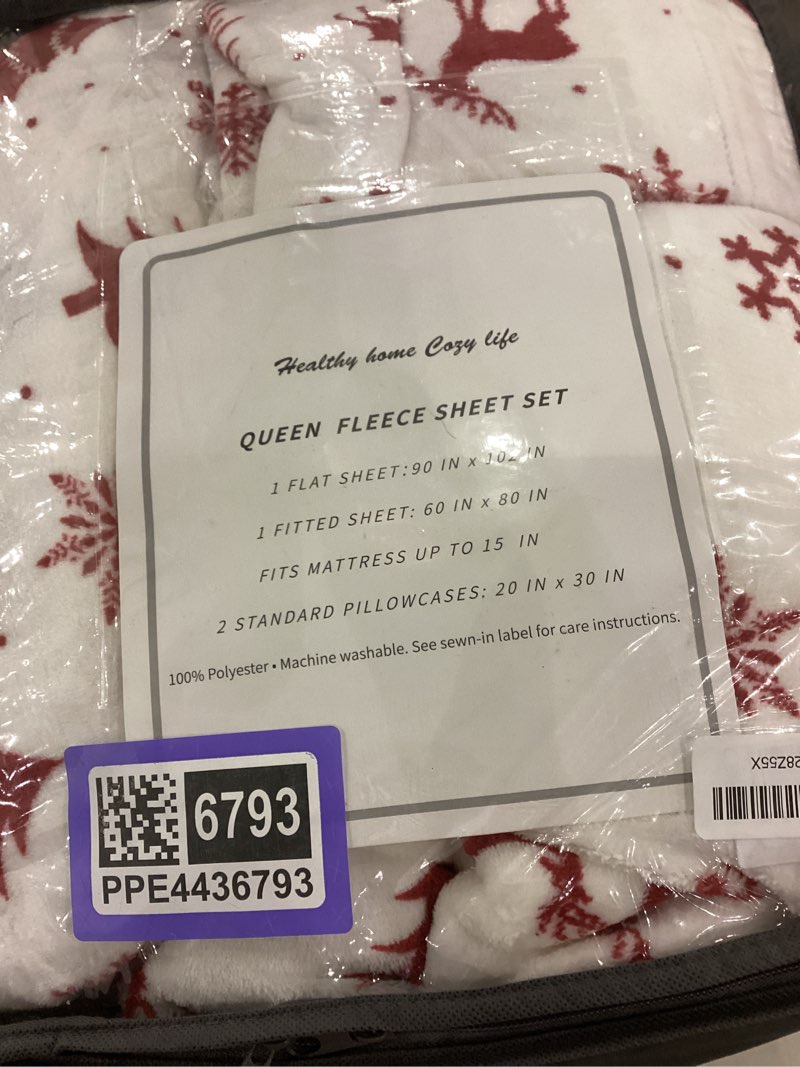 Healthy home Cozy life
QUEEN FLEECE SHEET SET
1 FLAT SHEET:90 IN x 102 IN
1 FITTED SHEET: 60 IN x 80 IN
FITS MATTRESS UP TO 15 IN
2 STANDARD PILLOWCASES: 20 IN x 30 IN
100% Polyester • Machine washable. See sewn-in label for care instructions.
28Z55X
6793
PPE4436793